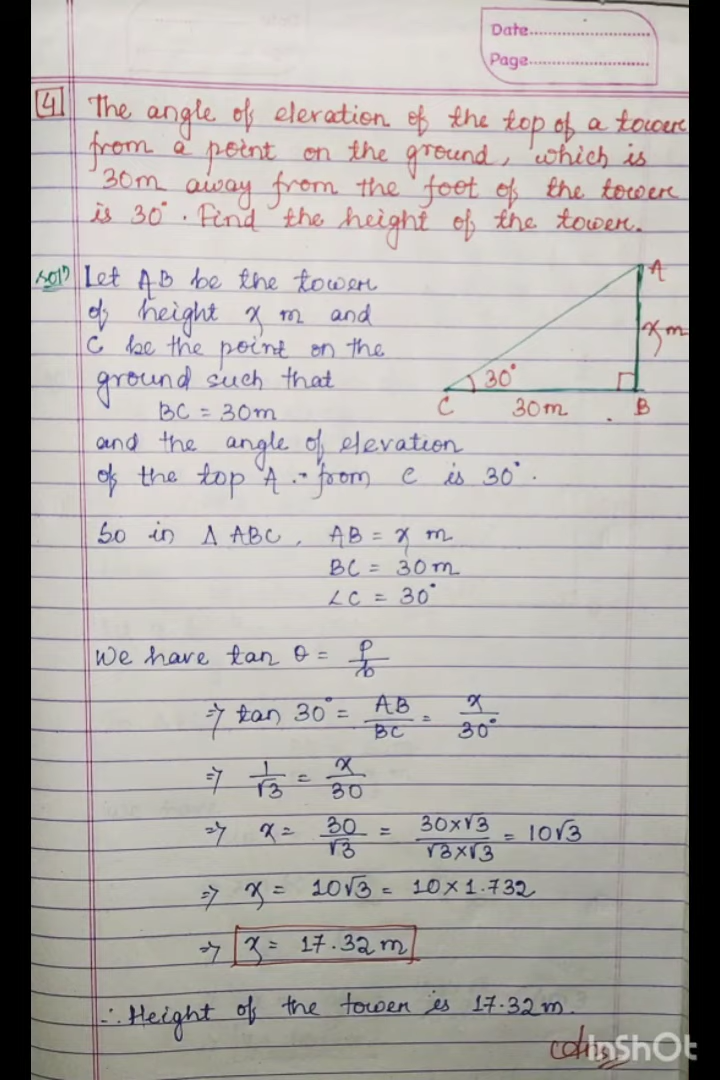 Date..............................
Page..............................
4 The angle of elevation of the top of a tower
from a point on the ground, which is
30m away from the foot of the tower
is 30°. Find the height of the tower.
Solⁿ Let AB be the tower
of height x m and
C be the point on the
ground such that
BC = 30m
and the angle of elevation
of the top A from C is 30°.
A
x m
30°
C 30m B
So in Δ ABC, AB = x m
BC = 30m
∠C = 30°
We have tan θ = p/b
⇒ tan 30° = AB/BC = x/30°
⇒ 1/√3 = x/30
⇒ x = 30/√3 = 30×√3/√3×√3 = 10√3
⇒ x = 10√3 = 10×1.732
⇒ x = 17.32 m
∴ Height of the tower is 17.32m.
Ans
InShOt